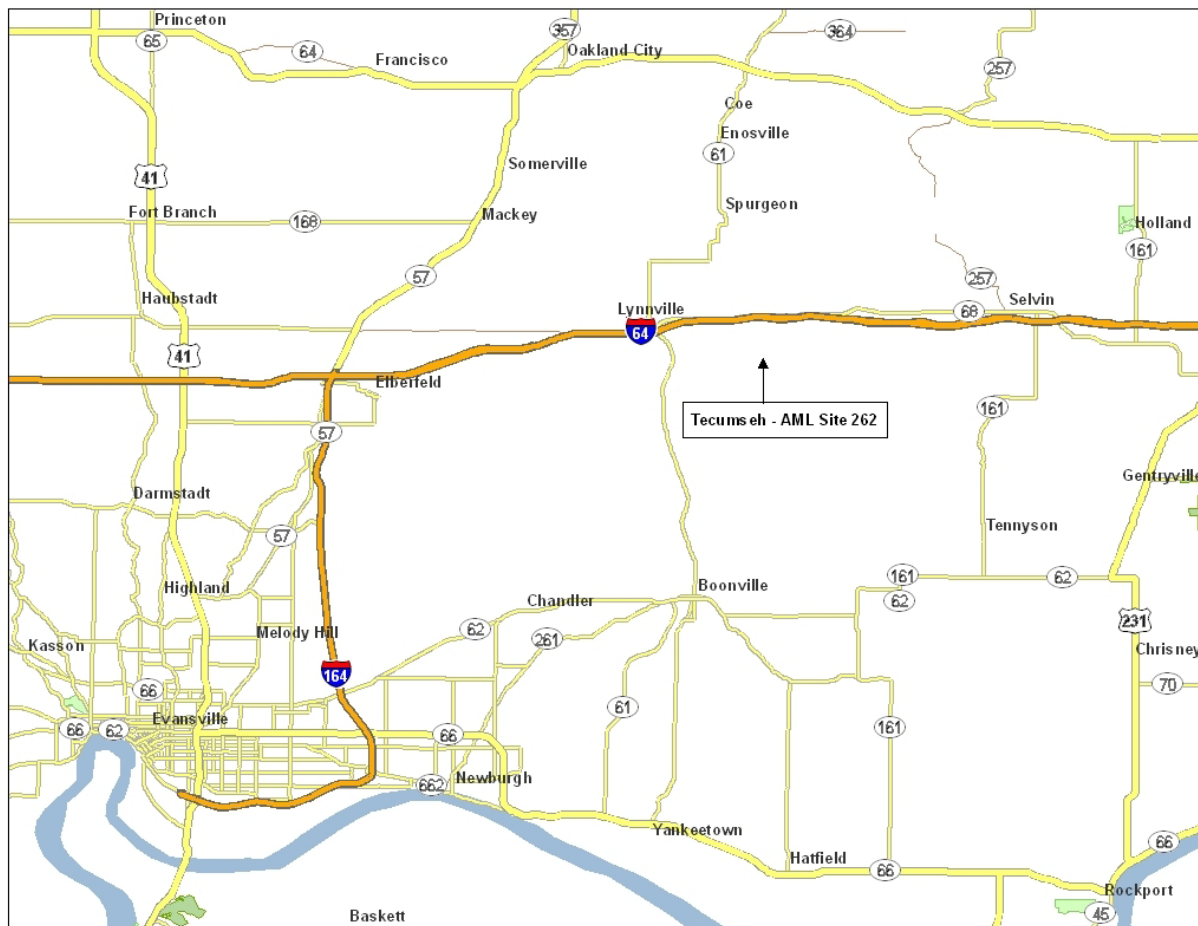 Princeton
65
64
Francisco
357
Oakland City
364
257
Coe
Enosville
61
Somerville
41
Spurgeon
Fort Branch
168
Mackey
Holland
161
57
257
Haubstadt
Lynnville
68
Selvin
64
41
Elberfeld
Tecumseh - AML Site 262
161
57
Gentryville
Darmstadt
57
Tennyson
Highland
Boonville
161
62
62
Chandler
Kasson
Melody Hill
62
261
231
Chrisney
164
66
70
Evansville
61
66
62
66
161
Newburgh
662
Yankeetown
66
Hatfield
66
Rockport
Baskett
45